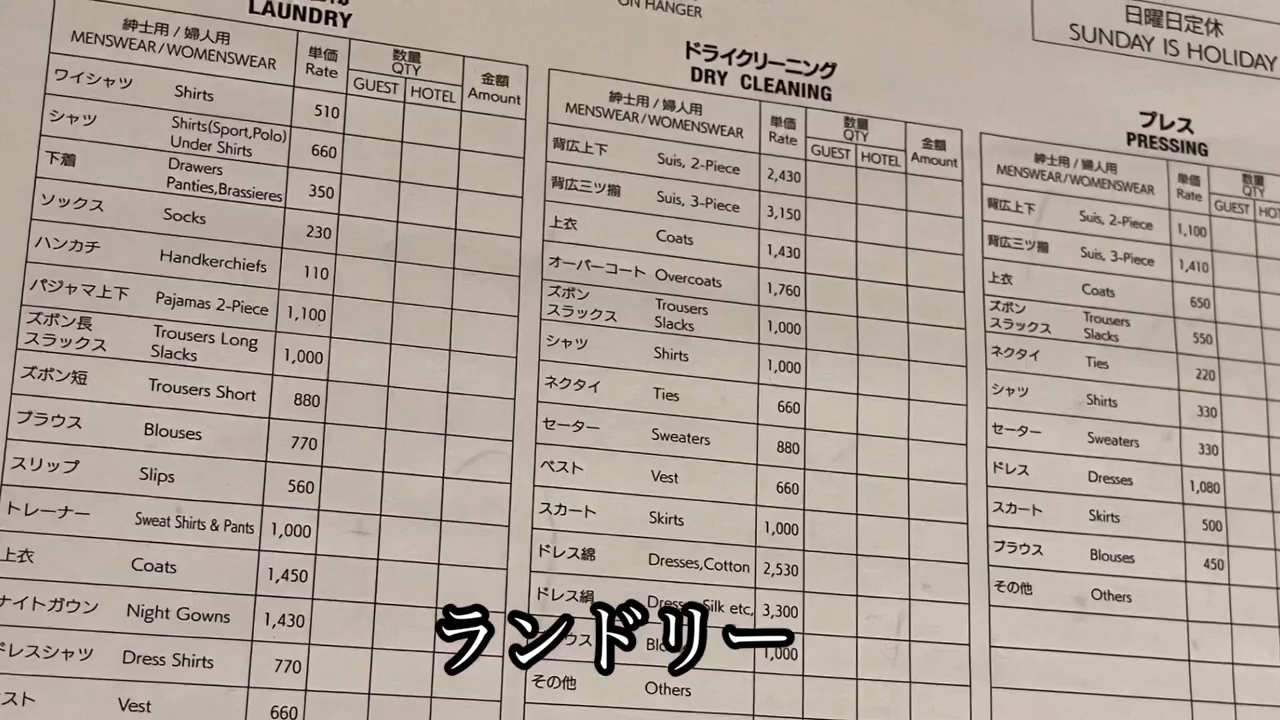 LAUNDRY
紳士用 / 婦人用
MENSWEAR/WOMENSWEAR
単価
Rate
数量
QTY
GUEST
HOTEL
金額
Amount
ワイシャツ Shirts 510
シャツ Shirts(Sport,Polo)
Under Shirts 660
下着 Drawers
Panties,Brassieres 350
ソックス Socks 230
ハンカチ Handkerchiefs 110
パジャマ上下 Pajamas 2-Piece 1,100
ズボン長 Trousers Long
スラックス Slacks 1,000
ズボン短 Trousers Short 880
ブラウス Blouses 770
スリップ Slips 560
トレーナー Sweat Shirts & Pants 1,000
上衣 Coats 1,450
ナイトガウン Night Gowns 1,430
ドレスシャツ Dress Shirts 770
スト Vest 660
ON HANGER
ドライクリーニング
DRY CLEANING
紳士用 / 婦人用
MENSWEAR/WOMENSWEAR
単価
Rate
数量
QTY
GUEST
HOTEL
金額
Amount
背広上下 Suis, 2-Piece 2,430
背広三ツ揃 Suis, 3-Piece 3,150
上衣 Coats 1,430
オーバーコート Overcoats 1,760
ズボン Trousers
スラックス Slacks 1,000
シャツ Shirts 1,000
ネクタイ Ties 660
セーター Sweaters 880
ベスト Vest 660
スカート Skirts 1,000
ドレス綿 Dresses,Cotton 2,530
ドレス絹 Silk etc, 3,300
1,000
その他 Others
日曜日定休
SUNDAY IS HOLIDAY
プレス
PRESSING
紳士用 / 婦人用
MENSWEAR/WOMENSWEAR
単価
Rate
数量
QTY
GUEST
背広上下 Suis, 2-Piece 1,100
背広三ツ揃 Suis, 3-Piece 1,410
上衣 Coats 650
ズボン Trousers
スラックス Slacks 550
ネクタイ Ties 220
シャツ Shirts 330
セーター Sweaters 330
ドレス Dresses 1,080
スカート Skirts 500
ブラウス Blouses 450
その他 Others
ランドリー